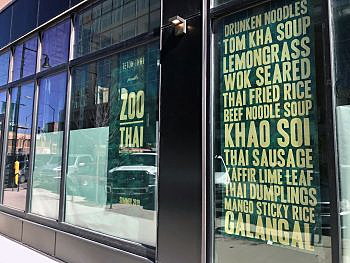 ZOO
THAI
DRUNKEN NOODLES
TOM KHA SOUP
LEMONGRASS
WOK SEARED
THAI FRIED RICE
BEEF NOODLE SOUP
KHAO SOI
THAI SAUSAGE
KAFFIR LIME LEAF
THAI DUMPLINGS
MANGO STICKY RICE
GALANGAL